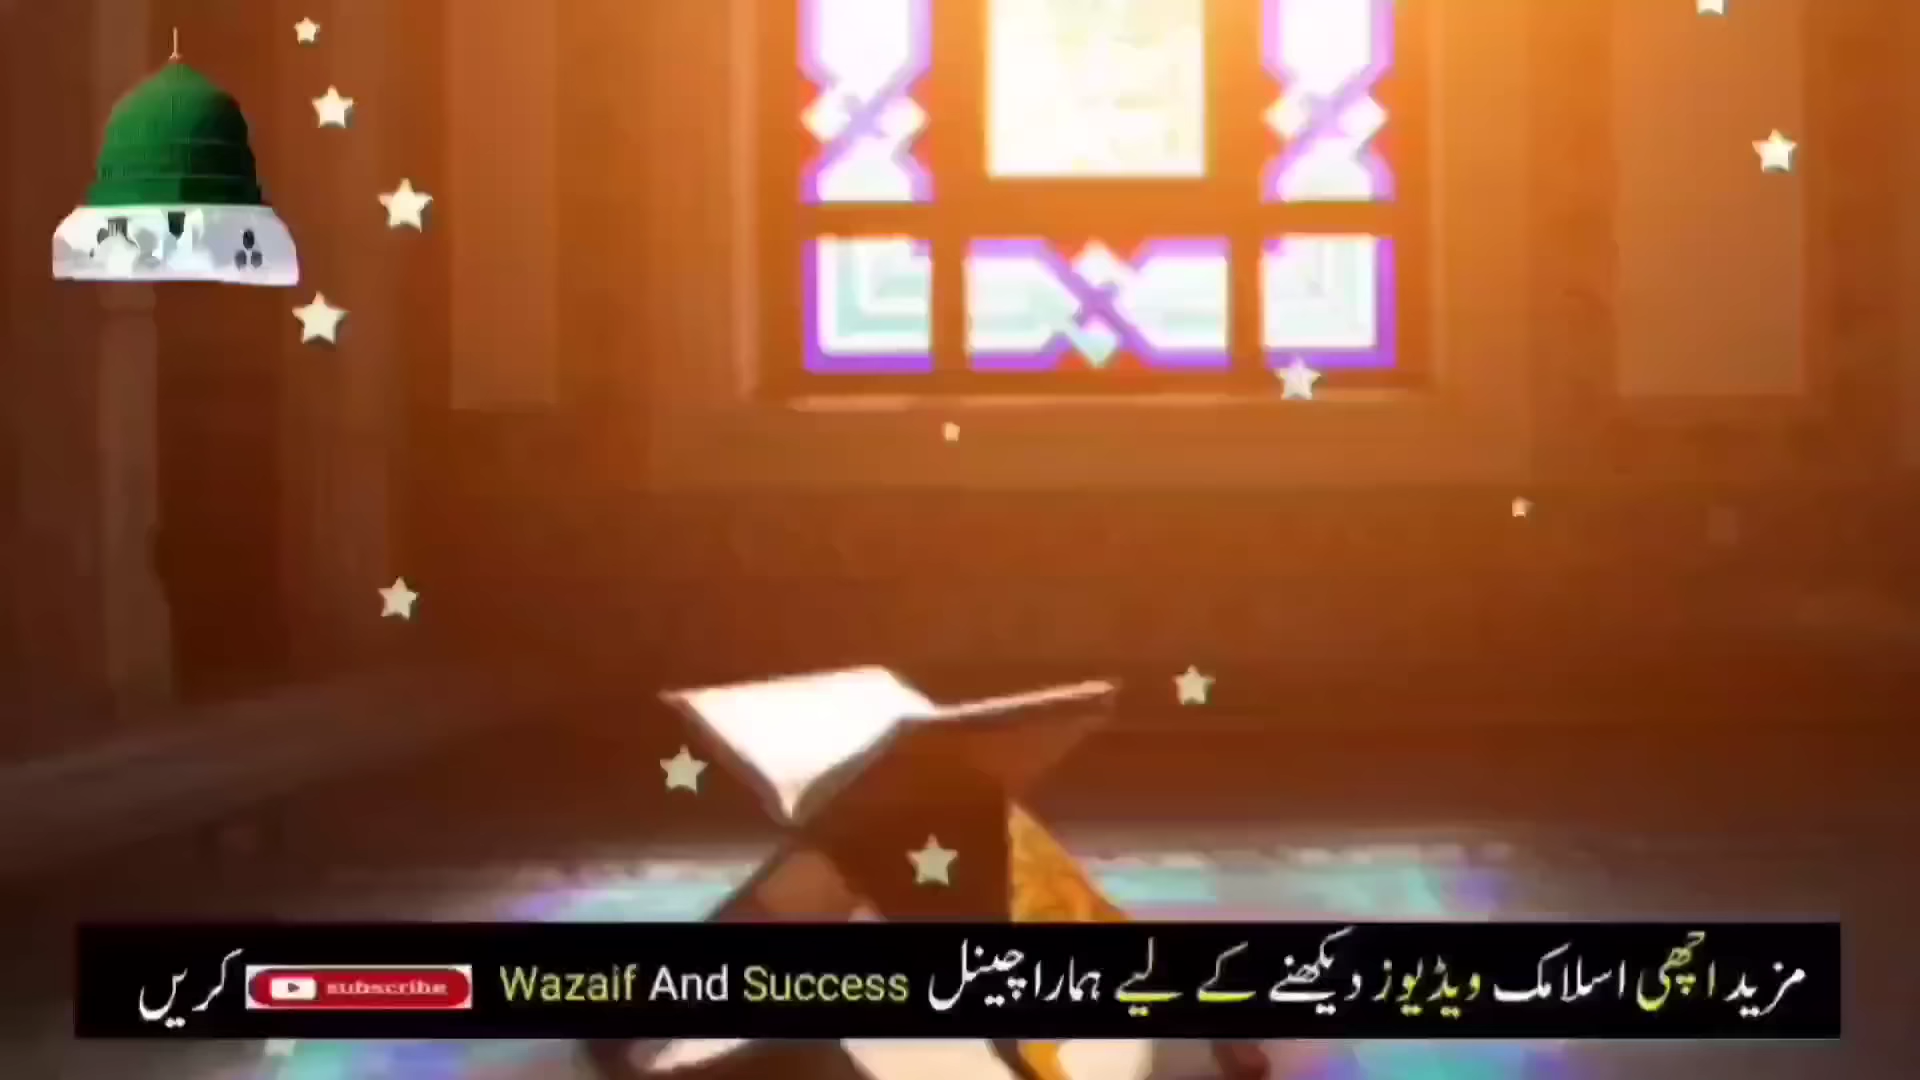 مزید اچھی اسلامک ویڈیوز دیکھنے کے لیے ہمارا چینل Wazaif And Success subscribe کریں